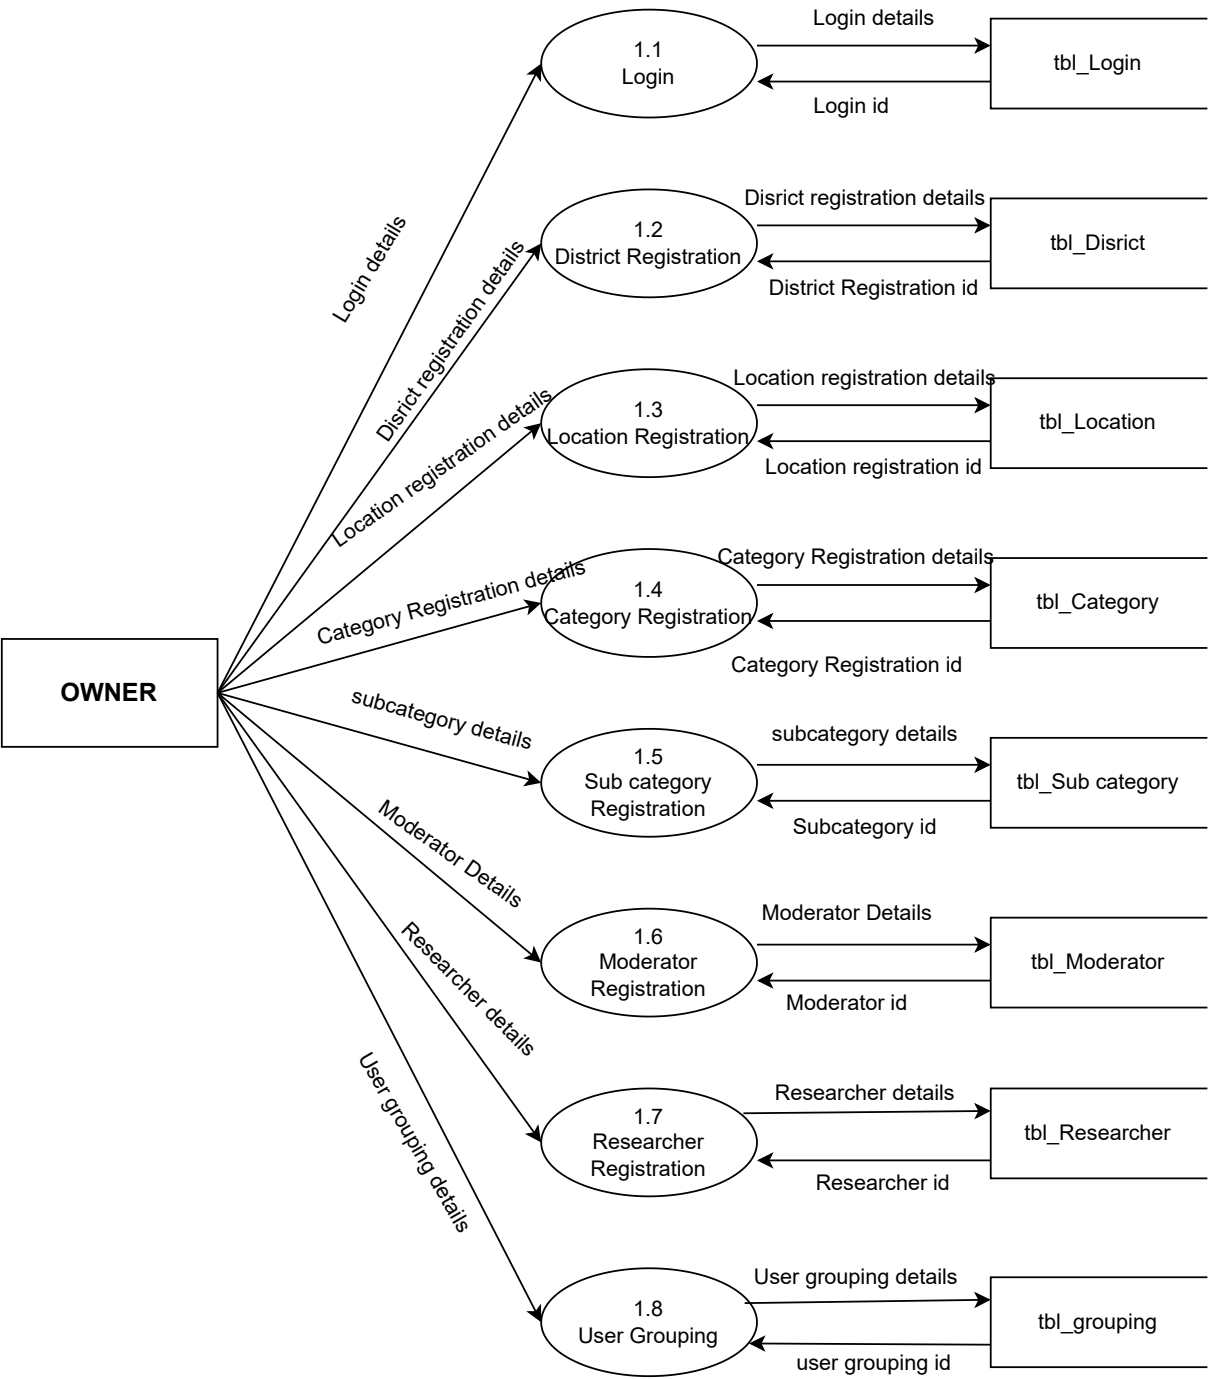 Login details
1.1
Login
tbl_Login
Login id
Login details
Disrict registration details
1.2
District Registration
tbl_Disrict
District Registration id
Disrict registration details
Location registration details
1.3
Location Registration
tbl_Location
Location registration id
Location registration details
Category Registration details
1.4
Category Registration
tbl_Category
Category Registration id
Category Registration details
OWNER
subcategory details
subcategory details
1.5
Sub category
Registration
tbl_Sub category
Subcategory id
Moderator Details
Moderator Details
1.6
Moderator
Registration
tbl_Moderator
Moderator id
Researcher details
Researcher details
1.7
Researcher
Registration
tbl_Researcher
Researcher id
User grouping details
User grouping details
1.8
User Grouping
tbl_grouping
user grouping id